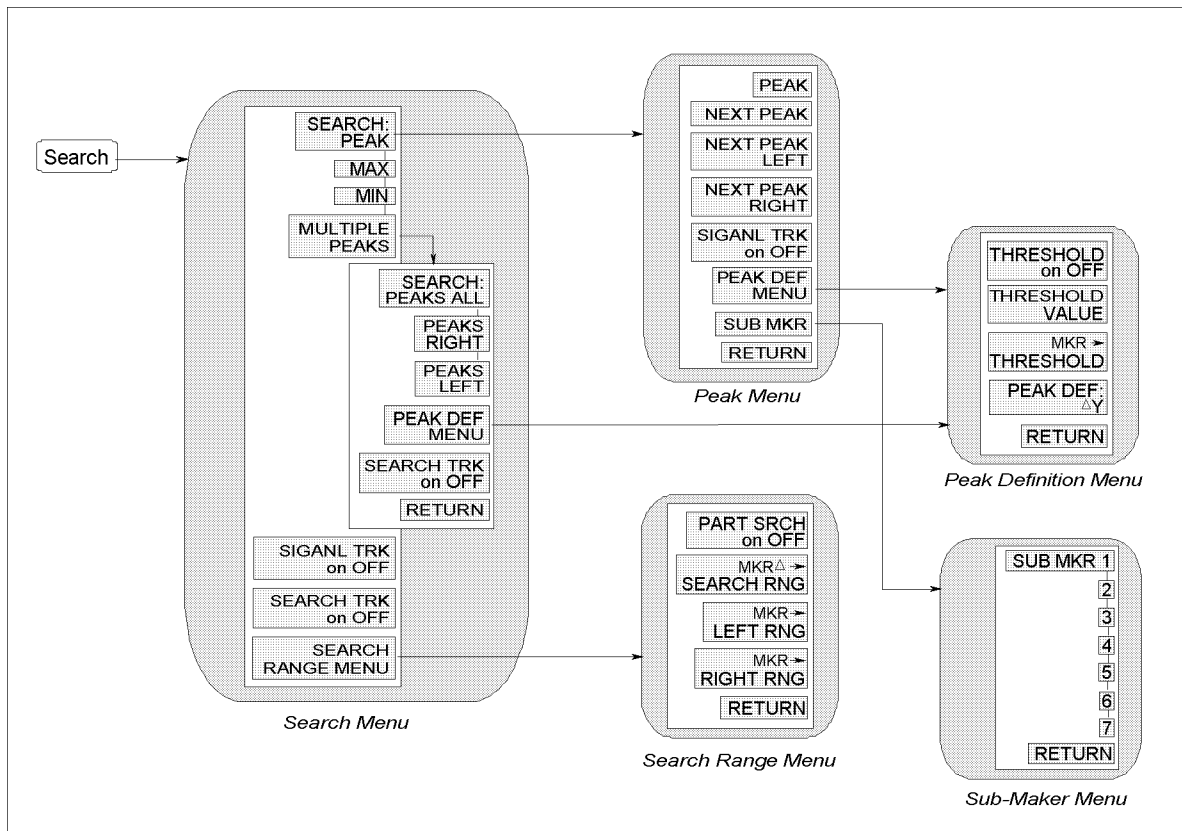 Search
SEARCH:
PEAK
MAX
MIN
MULTIPLE
PEAKS
SEARCH:
PEAKS ALL
PEAKS
RIGHT
PEAKS
LEFT
PEAK DEF
MENU
SEARCH TRK
on OFF
RETURN
SIGANL TRK
on OFF
SEARCH TRK
on OFF
SEARCH
RANGE MENU
Search Menu
PEAK
NEXT PEAK
NEXT PEAK
LEFT
NEXT PEAK
RIGHT
SIGANL TRK
on OFF
PEAK DEF
MENU
SUB MKR
RETURN
Peak Menu
THRESHOLD
on OFF
THRESHOLD
VALUE
MKR→
THRESHOLD
PEAK DEF:
△Y
RETURN
Peak Definition Menu
PART SRCH
on OFF
MKR△→
SEARCH RNG
MKR→
LEFT RNG
MKR→
RIGHT RNG
RETURN
Search Range Menu
SUB MKR 1
2
3
4
5
6
7
RETURN
Sub-Maker Menu